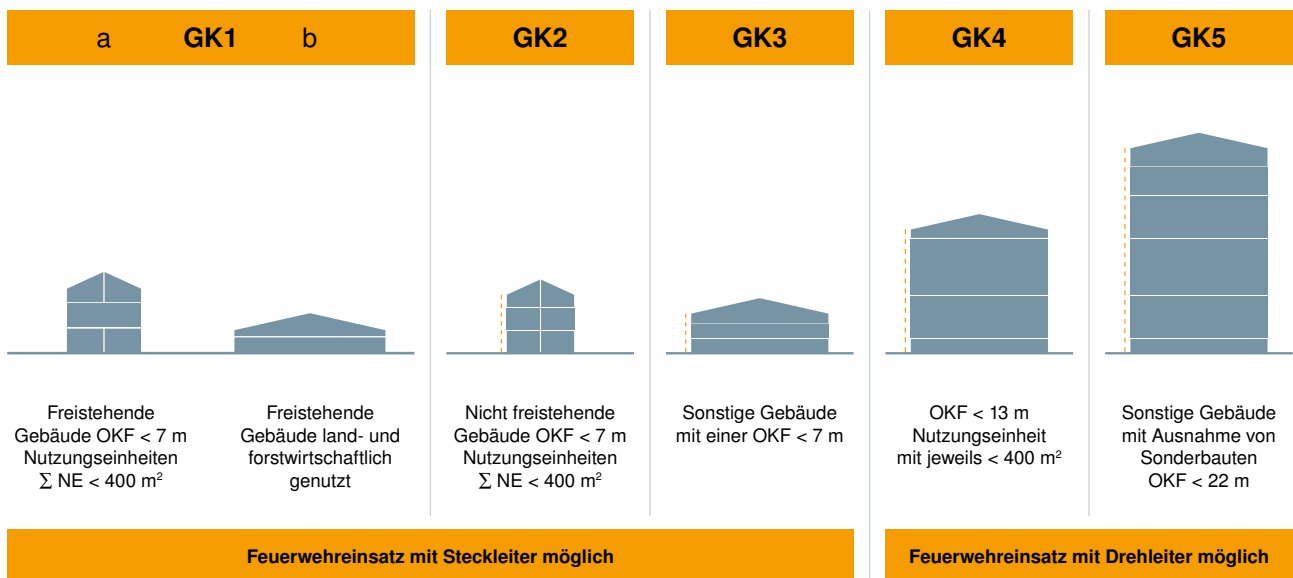 a GK1 b
GK2
GK3
GK4
GK5
Freistehende
Gebäude OKF < 7 m
Nutzungseinheiten
∑ NE < 400 m²
Freistehende
Gebäude land- und
forstwirtschaftlich
genutzt
Nicht freistehende
Gebäude OKF < 7 m
Nutzungseinheiten
∑ NE < 400 m²
Sonstige Gebäude
mit einer OKF < 7 m
OKF < 13 m
Nutzungseinheit
mit jeweils < 400 m²
Sonstige Gebäude
mit Ausnahme von
Sonderbauten
OKF < 22 m
Feuerwehreinsatz mit Steckleiter möglich
Feuerwehreinsatz mit Drehleiter möglich